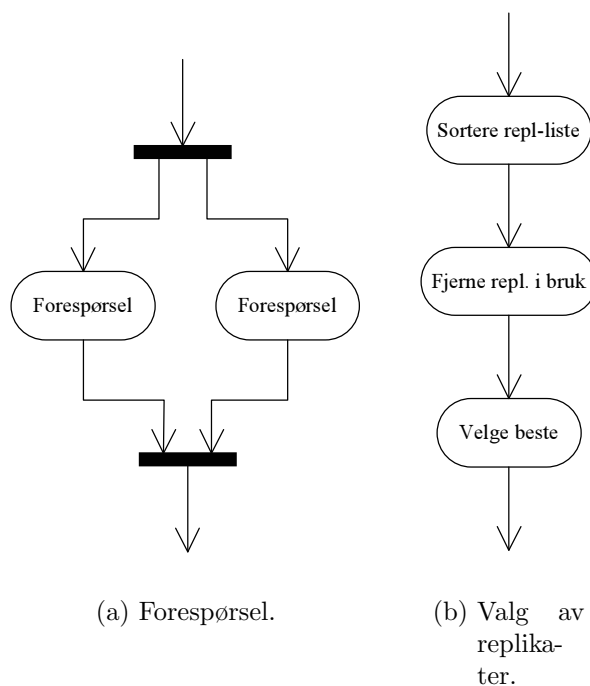 Forespørsel
Forespørsel
(a) Forespørsel.
Sortere repl-liste
Fjerne repl. i bruk
Velge beste
(b) Valg av
replika-
ter.